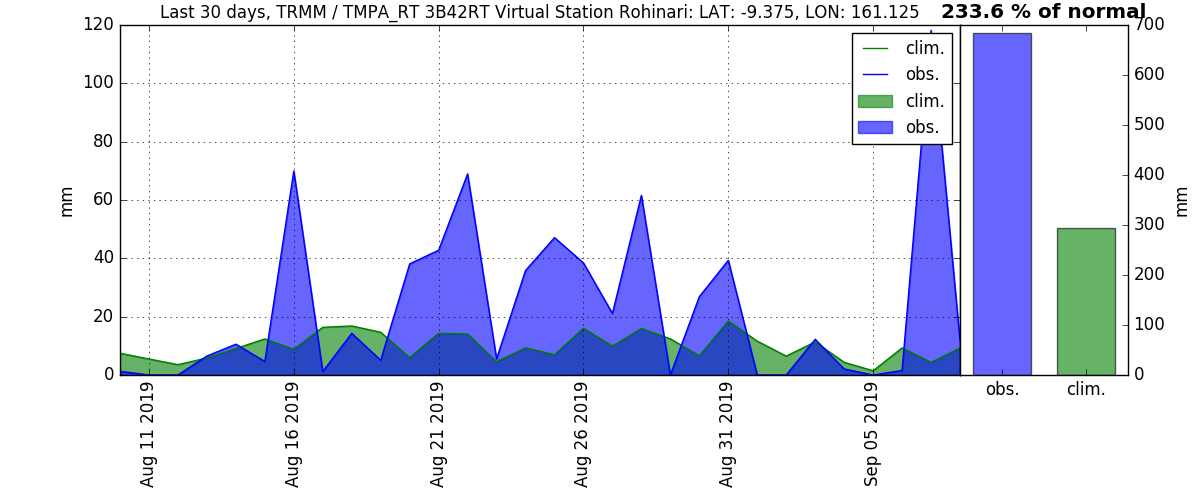 Last 30 days, TRMM / TMPA_RT 3B42RT Virtual Station Rohinari: LAT: -9.375, LON: 161.125 233.6 % of normal
120
100
80
60
40
20
0
mm
clim.
obs.
clim.
obs.
700
600
500
400
300
200
100
0
mm
obs.
clim.
Aug 11 2019
Aug 16 2019
Aug 21 2019
Aug 26 2019
Aug 31 2019
Sep 05 2019